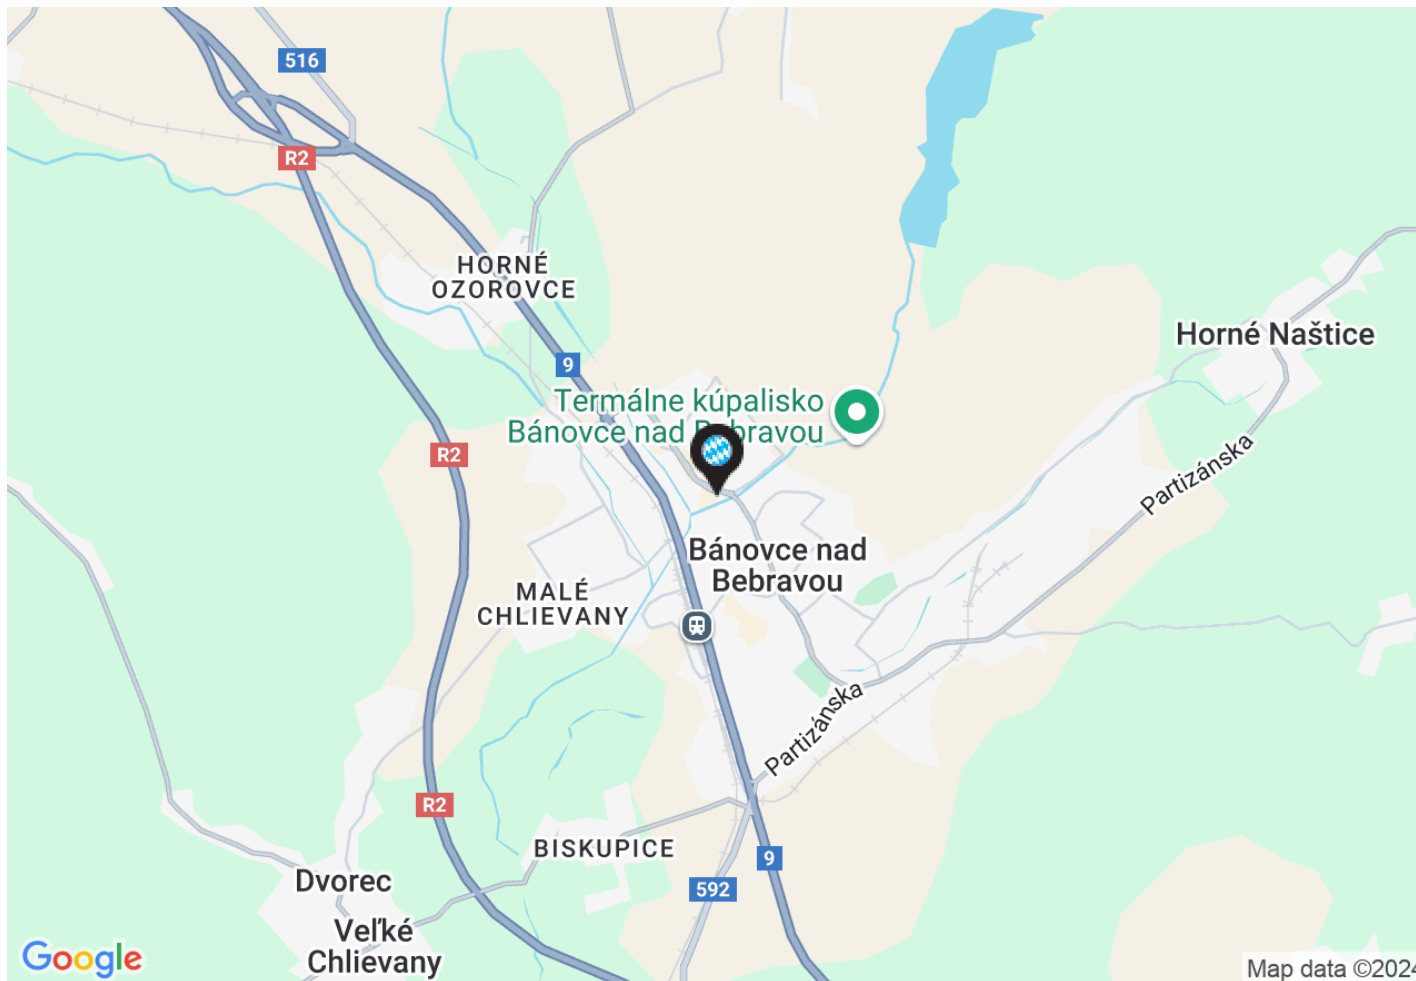 516
R2
HORNÉ
OZOROVCE
Horné Naštice
9
Termálne kúpalisko
Bánovce nad Bebravou
R2
Partizánska
Bánovce nad
Bebravou
MALÉ
CHLIEVANY
Partizánska
R2
BISKUPICE
9
Dvorec
592
Veľké
Chlievany
Google
Map data ©2024